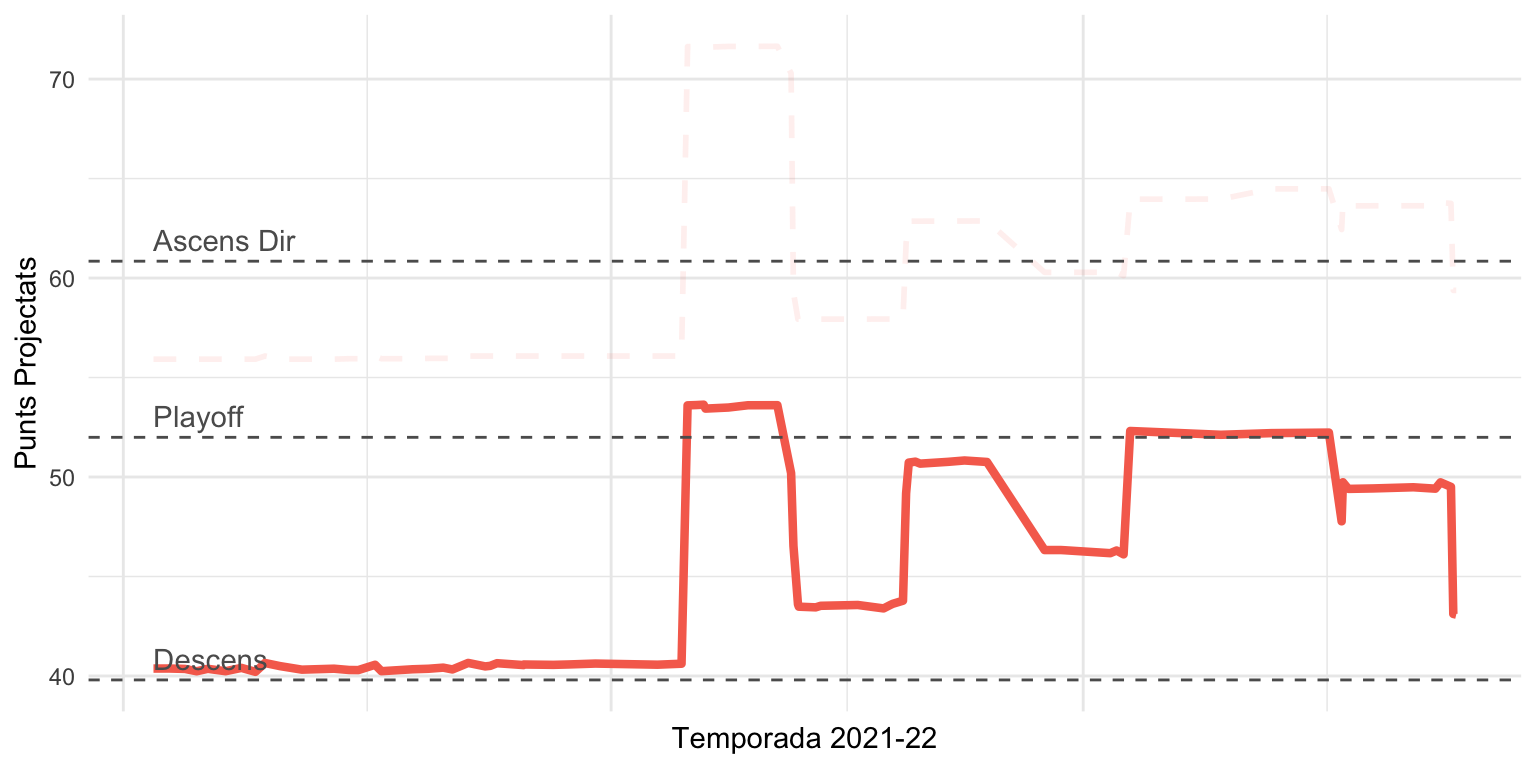 70
Ascens Dir
60
Playoff
50
Descens
40
Punts Projectats
Temporada 2021-22